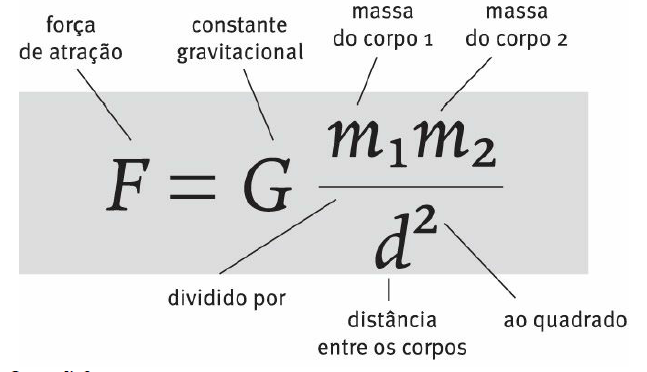 força
de atração
constante
gravitacional
massa
do corpo 1
massa
do corpo 2
F = G m₁m₂
d²
dividido por
distância
entre os corpos
ao quadrado